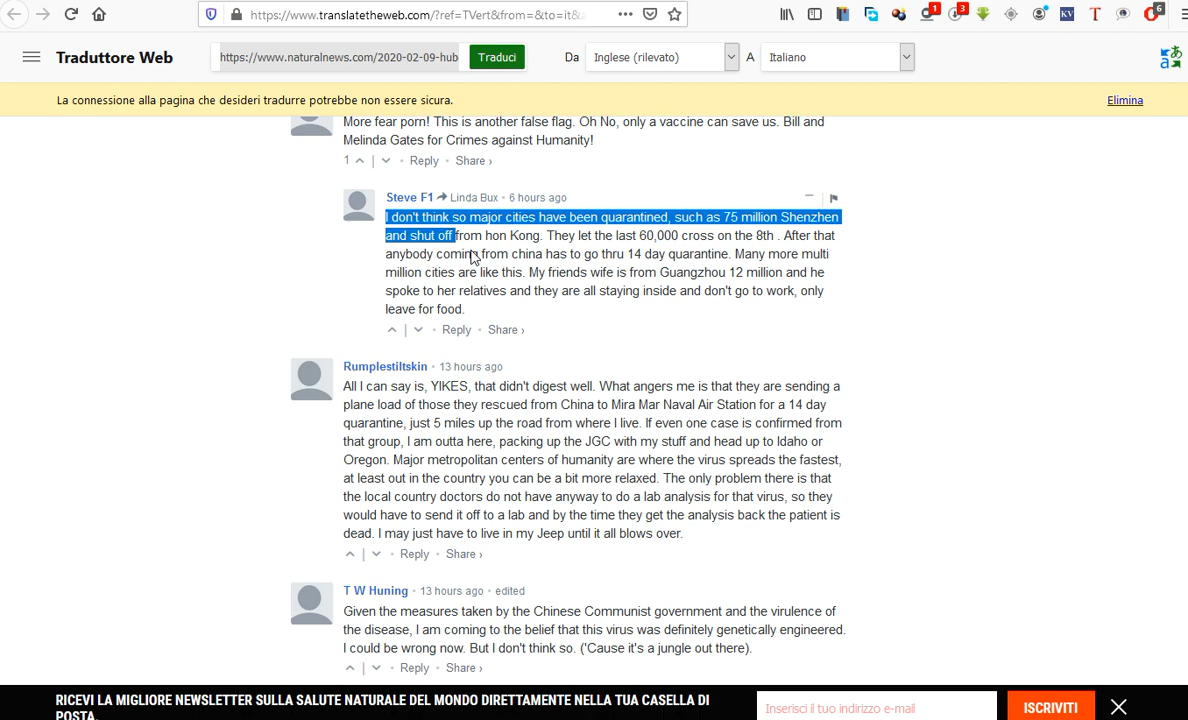 https://www.translatetheweb.com/?ref=TVert&from=&to=it&a
1
3
KV
T
6
Traduttore Web
https://www.naturalnews.com/2020-02-09-hub
Traduci
Da
Inglese (rilevato)
A
Italiano
La connessione alla pagina che desideri tradurre potrebbe non essere sicura.
Elimina
More fear porn! This is another false flag. Oh No, only a vaccine can save us. Bill and
Melinda Gates for Crimes against Humanity!
1 • Reply • Share ›
Steve F1 Linda Bux • 6 hours ago
I don't think so major cities have been quarantined, such as 75 million Shenzhen
and shut off from hon Kong. They let the last 60,000 cross on the 8th . After that
anybody coming from china has to go thru 14 day quarantine. Many more multi
million cities are like this. My friends wife is from Guangzhou 12 million and he
spoke to her relatives and they are all staying inside and don't go to work, only
leave for food.
• Reply • Share ›
Rumplestiltskin • 13 hours ago
All I can say is, YIKES, that didn't digest well. What angers me is that they are sending a
plane load of those they rescued from China to Mira Mar Naval Air Station for a 14 day
quarantine, just 5 miles up the road from where I live. If even one case is confirmed from
that group, I am outta here, packing up the JGC with my stuff and head up to Idaho or
Oregon. Major metropolitan centers of humanity are where the virus spreads the fastest,
at least out in the country you can be a bit more relaxed. The only problem there is that
the local country doctors do not have anyway to do a lab analysis for that virus, so they
would have to send it off to a lab and by the time they get the analysis back the patient is
dead. I may just have to live in my Jeep until it all blows over.
• Reply • Share ›
T W Huning • 13 hours ago • edited
Given the measures taken by the Chinese Communist government and the virulence of
the disease, I am coming to the belief that this virus was definitely genetically engineered.
I could be wrong now. But I don't think so. ('Cause it's a jungle out there).
• Reply • Share ›
RICEVI LA MIGLIORE NEWSLETTER SULLA SALUTE NATURALE DEL MONDO DIRETTAMENTE NELLA TUA CASELLA DI
POSTA.
Inserisci il tuo indirizzo e-mail
ISCRIVITI